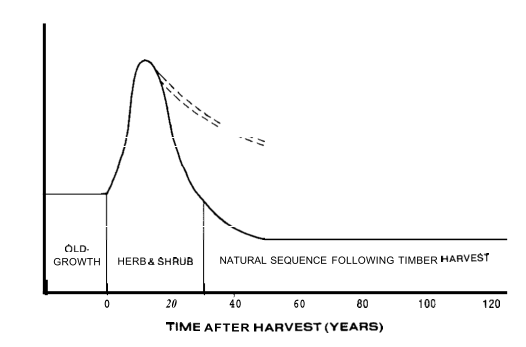 OLD-
GROWTH
HERB & SHRUB
NATURAL SEQUENCE FOLLOWING TIMBER HARVEST
0 20 40 60 80 100 120
TIME AFTER HARVEST (YEARS)